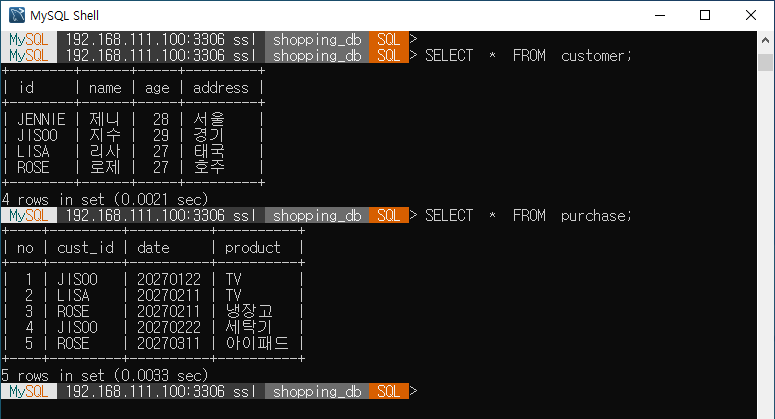 MySQL Shell
MySQL 192.168.111.100:3306 ssl shopping_db SQL>
MySQL 192.168.111.100:3306 ssl shopping_db SQL> SELECT * FROM customer;
+--------+------+-----+---------+
| id | name | age | address |
+--------+------+-----+---------+
| JENNIE | 제니 | 28 | 서울 |
| JISOO | 지수 | 29 | 경기 |
| LISA | 리사 | 27 | 태국 |
| ROSE | 로제 | 27 | 호주 |
+--------+------+-----+---------+
4 rows in set (0.0021 sec)
MySQL 192.168.111.100:3306 ssl shopping_db SQL> SELECT * FROM purchase;
+----+---------+----------+----------+
| no | cust_id | date | product |
+----+---------+----------+----------+
| 1 | JISOO | 20270122 | TV |
| 2 | LISA | 20270211 | TV |
| 3 | ROSE | 20270211 | 냉장고 |
| 4 | JISOO | 20270222 | 세탁기 |
| 5 | ROSE | 20270311 | 아이패드 |
+----+---------+----------+----------+
5 rows in set (0.0033 sec)
MySQL 192.168.111.100:3306 ssl shopping_db SQL>